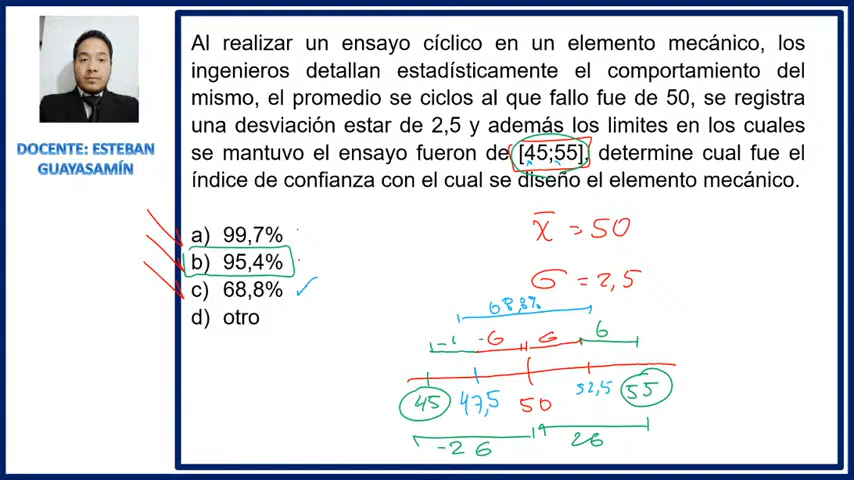 Al realizar un ensayo cíclico en un elemento mecánico, los
ingenieros detallan estadísticamente el comportamiento del
mismo, el promedio se ciclos al que fallo fue de 50, se registra
una desviación estar de 2,5 y además los limites en los cuales
se mantuvo el ensayo fueron de [45;55], determine cual fue el
índice de confianza con el cual se diseño el elemento mecánico.
DOCENTE: ESTEBAN
GUAYASAMÍN
a) 99,7%
b) 95,4%
c) 68,8%
d) otro
x̄ = 50
σ = 2,5
68,8%
-σ σ σ
45 47,5 50 52,5 55
-2σ 2σ